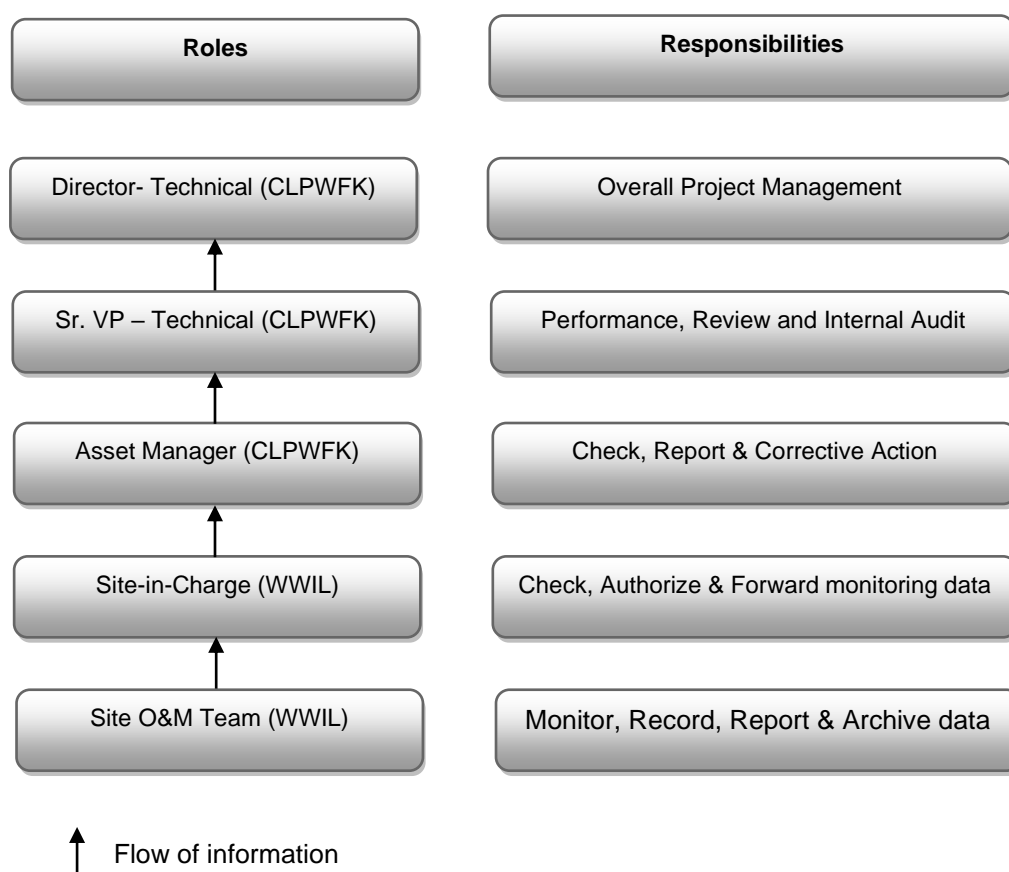 Roles
Responsibilities
Director- Technical (CLPWFK)
Overall Project Management
Sr. VP – Technical (CLPWFK)
Performance, Review and Internal Audit
Asset Manager (CLPWFK)
Check, Report & Corrective Action
Site-in-Charge (WWIL)
Check, Authorize & Forward monitoring data
Site O&M Team (WWIL)
Monitor, Record, Report & Archive data
Flow of information